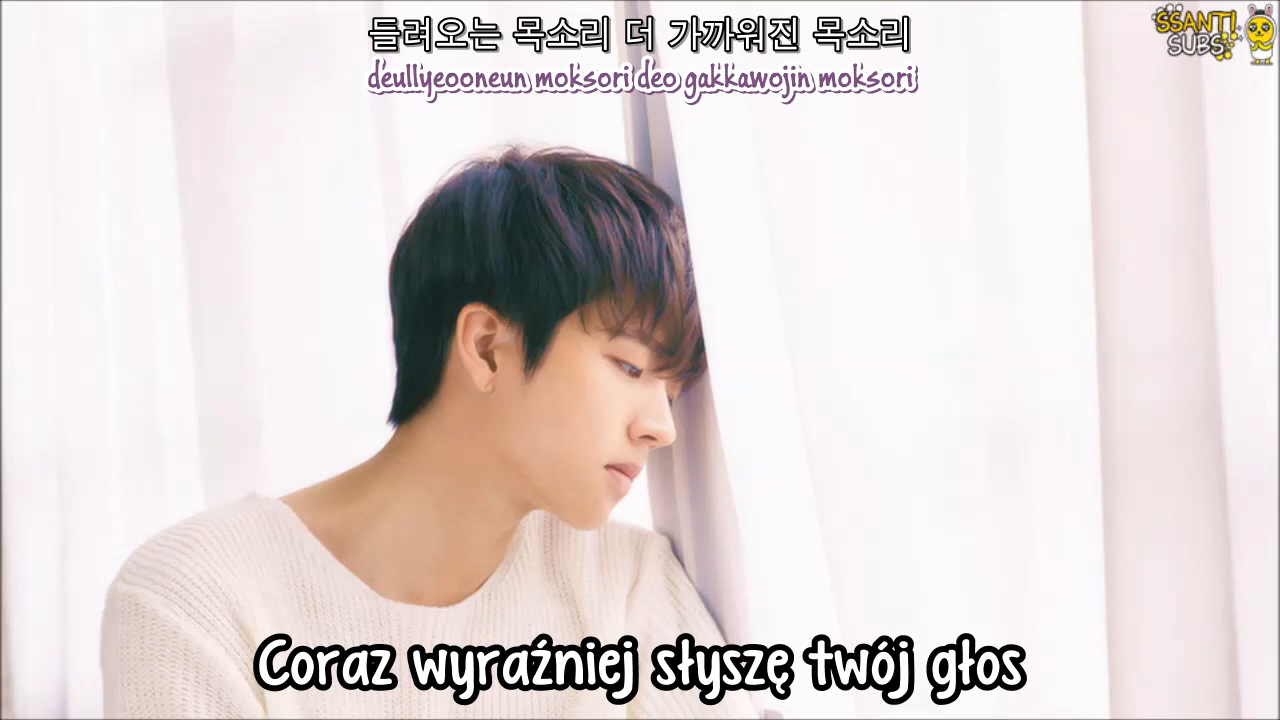 들려오는 목소리 더 가까워진 목소리
deullyeooneun moksori deo gakkawojin moksori
SSANTI
SUBS
Coraz wyraźniej słyszę twój głos